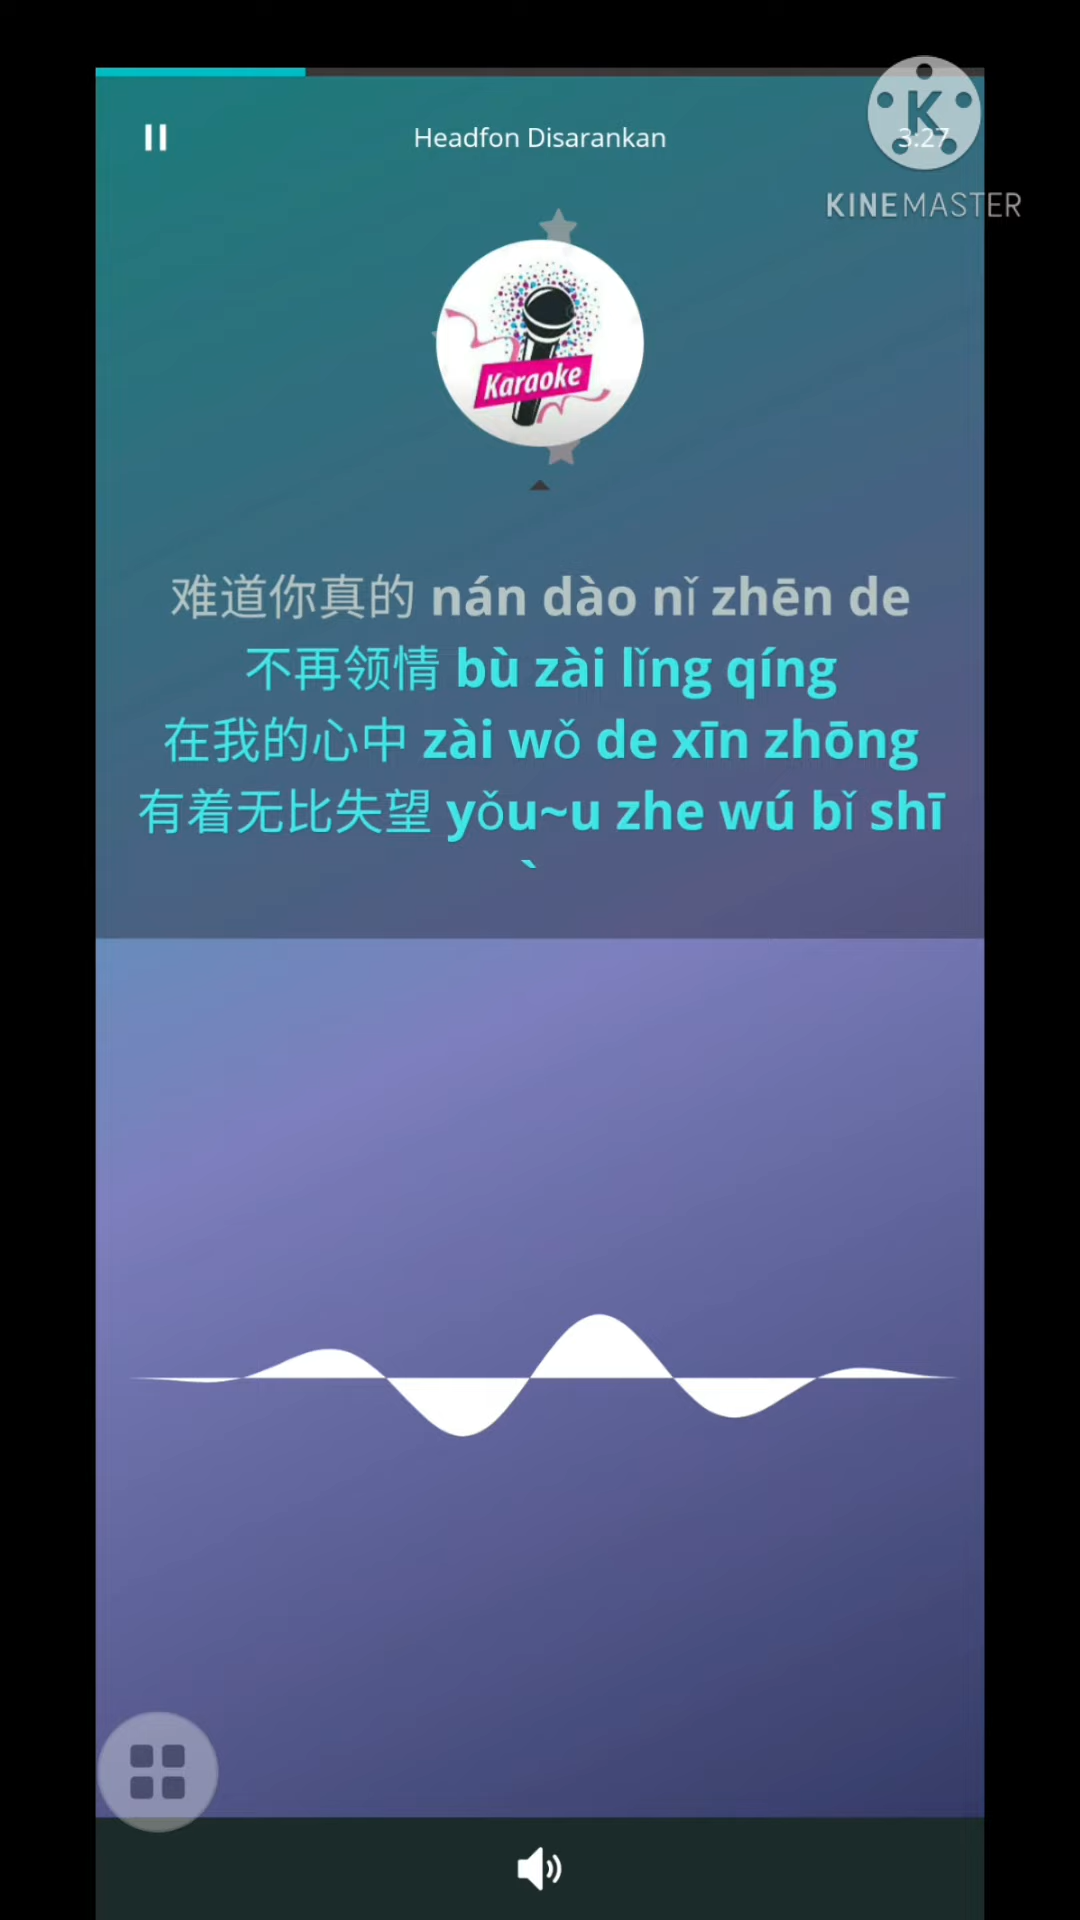 Headfon Disarankan
3:27
KINEMASTER
Karaoke
难道你真的 nán dào nǐ zhēn de
不再领情 bù zài lǐng qíng
在我的心中 zài wǒ de xīn zhōng
有着无比失望 yǒu~u zhe wú bǐ shī